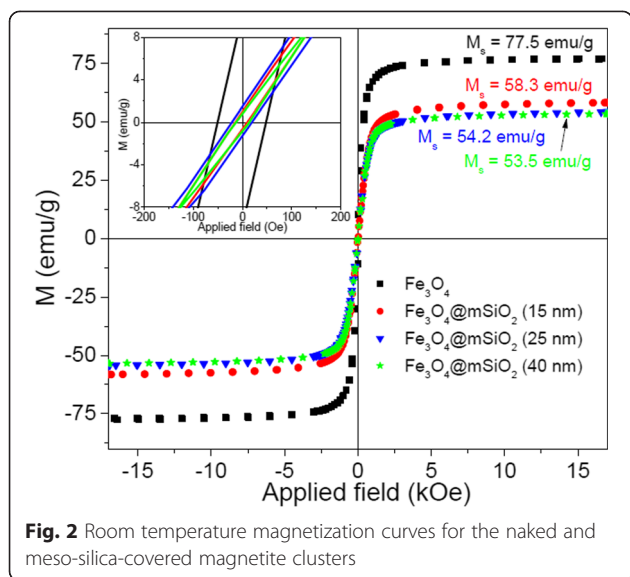 8
4
0
-4
-8
-200
-100
0
100
200
M (emu/g)
Applied field (Oe)
Mₛ = 77.5 emu/g
Mₛ = 58.3 emu/g
Mₛ = 54.2 emu/g
Mₛ = 53.5 emu/g
75
50
25
0
-25
-50
-75
M (emu/g)
Fe₃O₄
Fe₃O₄@mSiO₂ (15 nm)
Fe₃O₄@mSiO₂ (25 nm)
Fe₃O₄@mSiO₂ (40 nm)
-15
-10
-5
0
5
10
15
Applied field (kOe)
Fig. 2 Room temperature magnetization curves for the naked and
meso-silica-covered magnetite clusters